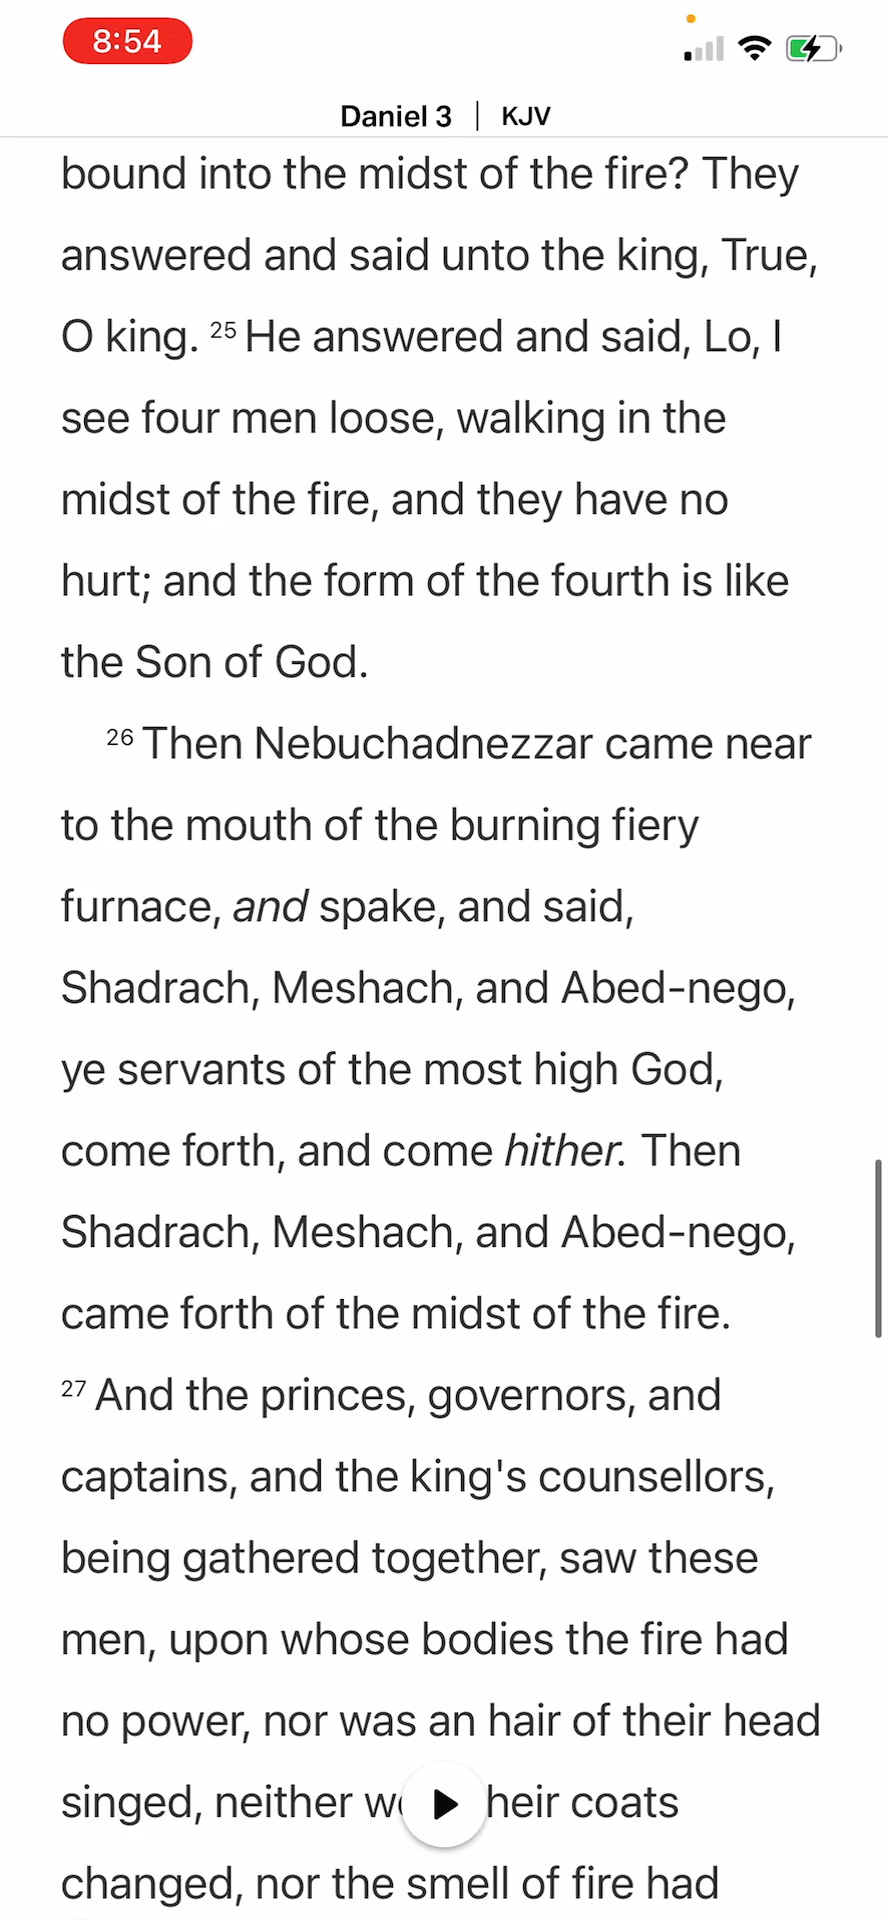 8:54
Daniel 3 | KJV
bound into the midst of the fire? They
answered and said unto the king, True,
O king. 25 He answered and said, Lo, I
see four men loose, walking in the
midst of the fire, and they have no
hurt; and the form of the fourth is like
the Son of God.
26 Then Nebuchadnezzar came near
to the mouth of the burning fiery
furnace, and spake, and said,
Shadrach, Meshach, and Abed-nego,
ye servants of the most high God,
come forth, and come hither. Then
Shadrach, Meshach, and Abed-nego,
came forth of the midst of the fire.
27 And the princes, governors, and
captains, and the king's counsellors,
being gathered together, saw these
men, upon whose bodies the fire had
no power, nor was an hair of their head
singed, neither heir coats
changed, nor the smell of fire had